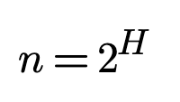 n = 2^H